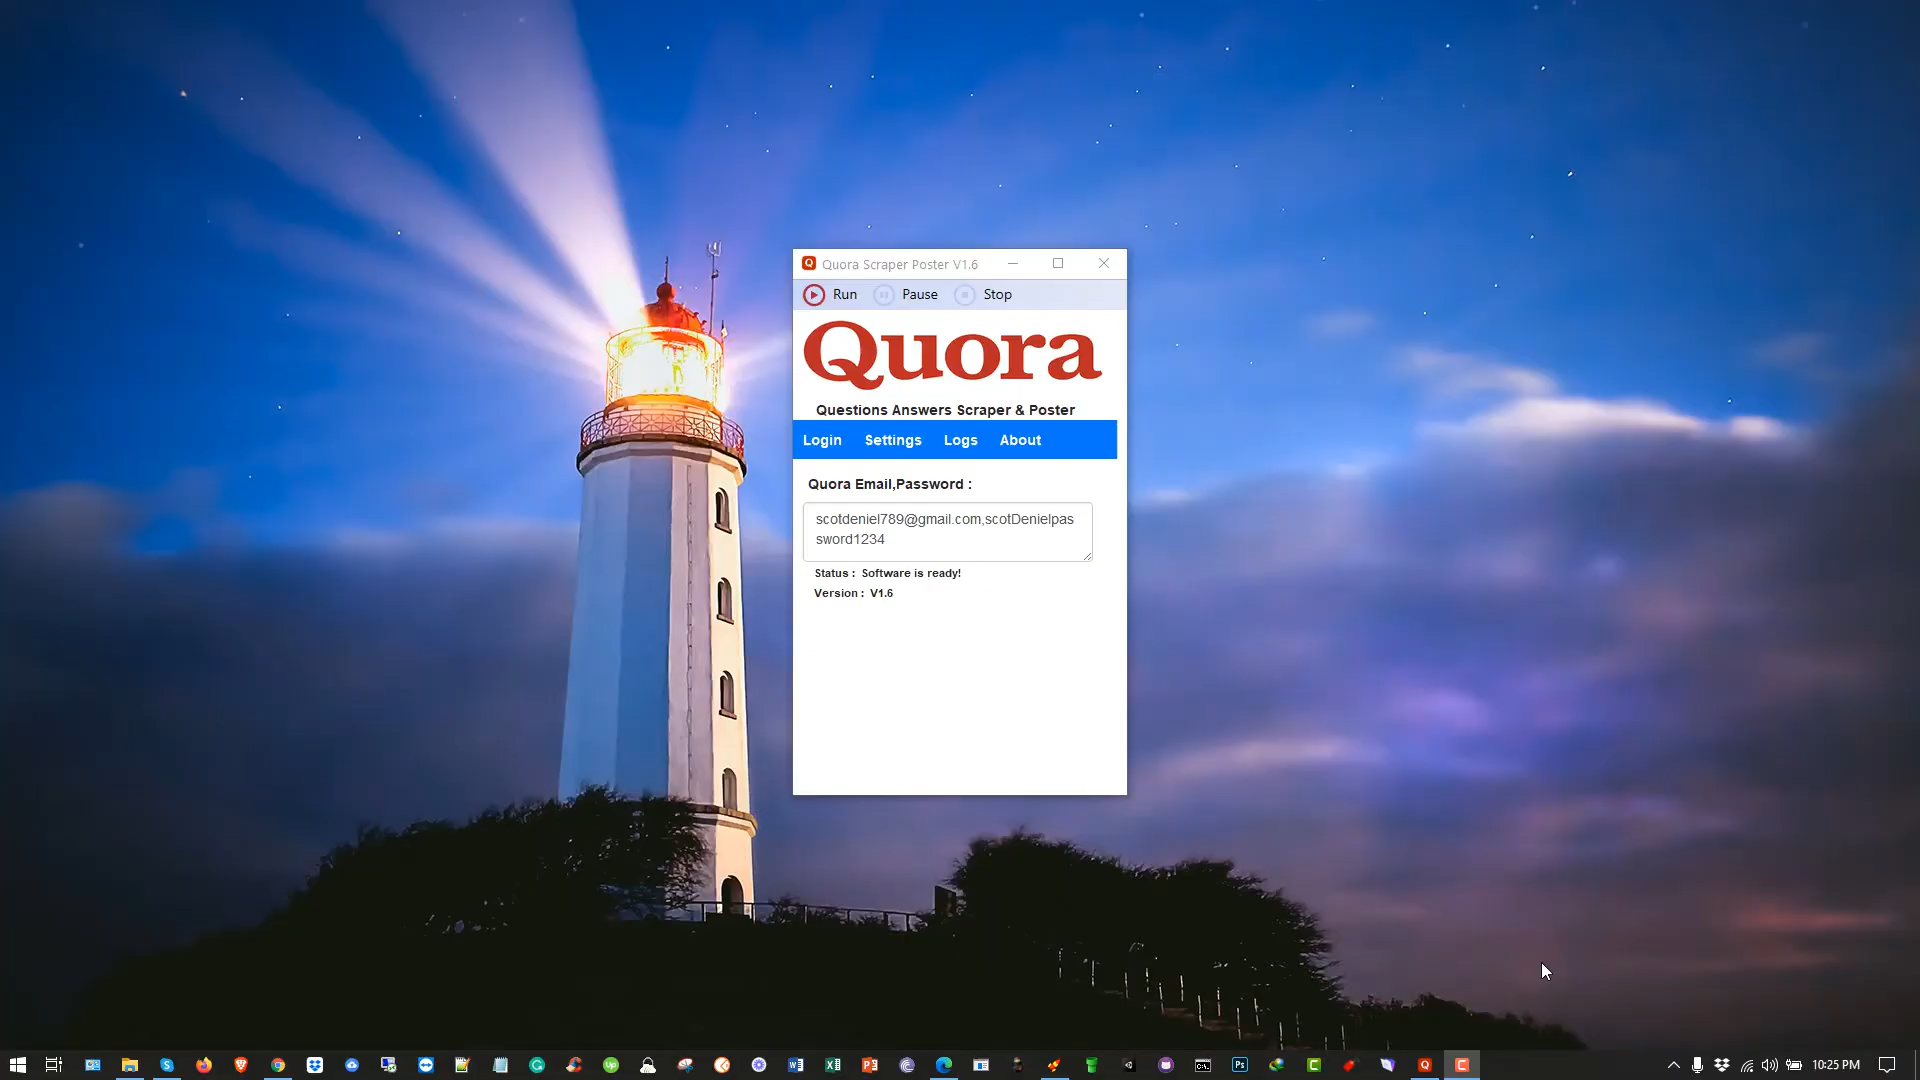 Quora Scraper Poster V1.6
Run Pause Stop
Quora
Questions Answers Scraper & Poster
Login Settings Logs About
Quora Email,Password :
scotdeniel789@gmail.com,scotDenielpas
sword1234
Status : Software is ready!
Version : V1.6
10:25 PM